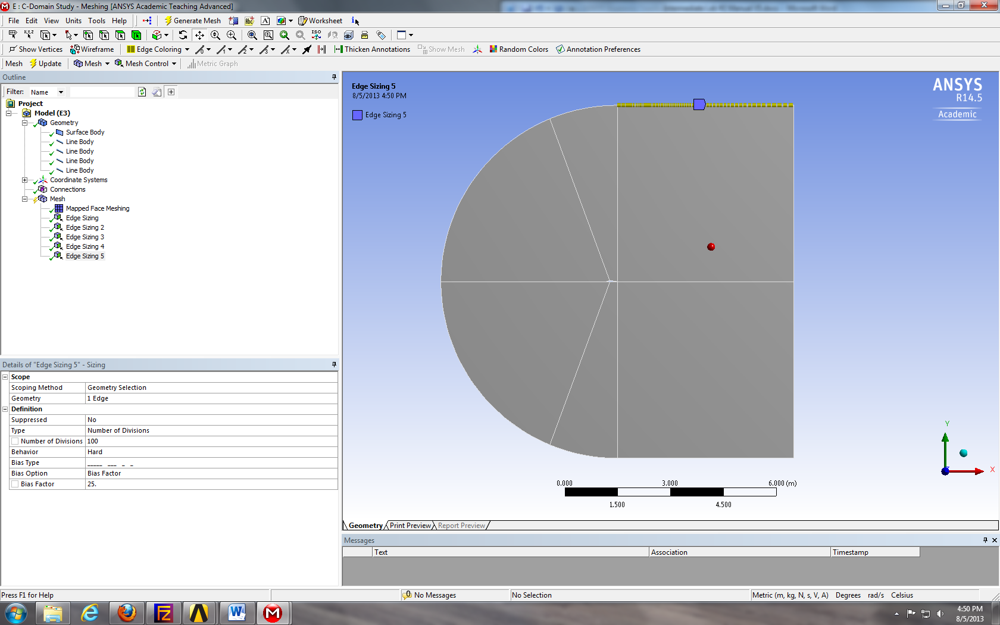 E : C-Domain Study - Meshing [ANSYS Academic Teaching Advanced]
File Edit View Units Tools Help Generate Mesh Worksheet
Show Vertices Wireframe Edge Coloring Thicken Annotations Show Mesh Random Colors Annotation Preferences
Mesh Update Mesh Mesh Control Metric Graph
Outline
Filter: Name
Project
Model (E3)
Geometry
Surface Body
Line Body
Line Body
Line Body
Line Body
Coordinate Systems
Connections
Mesh
Mapped Face Meshing
Edge Sizing
Edge Sizing 2
Edge Sizing 3
Edge Sizing 4
Edge Sizing 5
Details of "Edge Sizing 5" - Sizing
Scope
Scoping Method Geometry Selection
Geometry 1 Edge
Definition
Suppressed No
Type Number of Divisions
Number of Divisions 100
Behavior Hard
Bias Type _____ ___ _ _
Bias Option Bias Factor
Bias Factor 25.
Edge Sizing 5
8/5/2013 4:50 PM
Edge Sizing 5
ANSYS
R14.5
Academic
Y
X
0.000 3.000 6.000 (m)
1.500 4.500
Geometry Print Preview Report Preview
Messages
Text Association Timestamp
Press F1 for Help 0 No Messages No Selection Metric (m, kg, N, s, V, A) Degrees rad/s Celsius
4:50 PM
8/5/2013